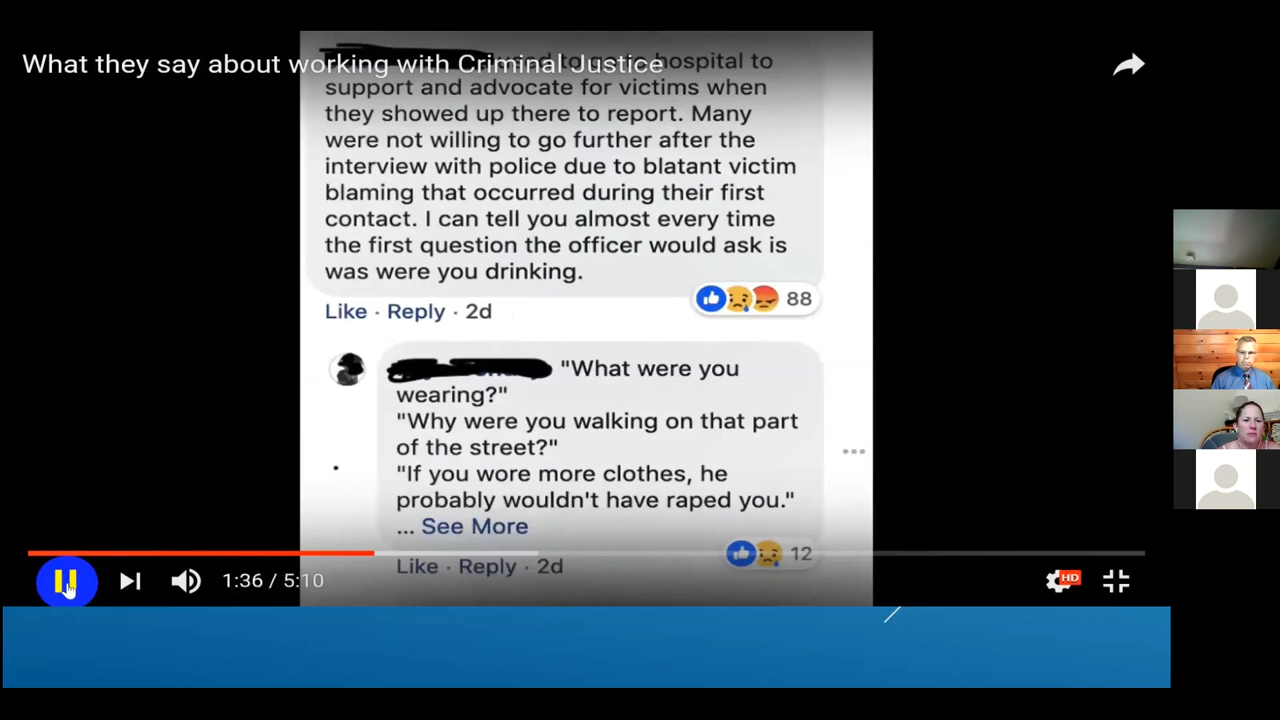 What they say about working with Criminal Justice
hospital to
support and advocate for victims when
they showed up there to report. Many
were not willing to go further after the
interview with police due to blatant victim
blaming that occurred during their first
contact. I can tell you almost every time
the first question the officer would ask is
was were you drinking.
88
Like · Reply · 2d
"What were you
wearing?"
"Why were you walking on that part
of the street?"
"If you wore more clothes, he
probably wouldn't have raped you."
... See More
12
Like · Reply · 2d
1:36 / 5:10
HD